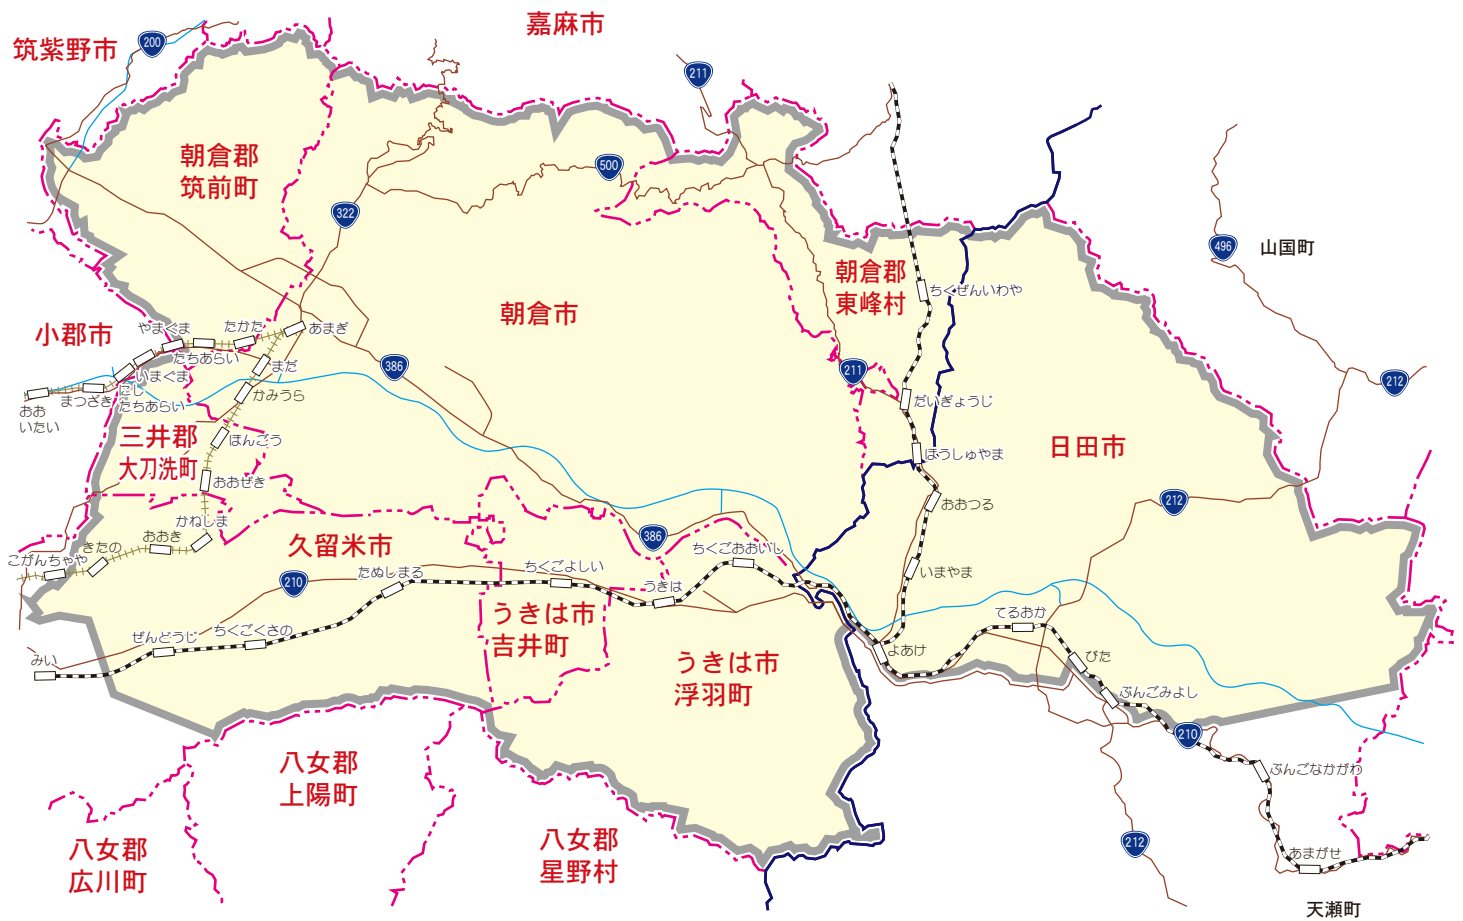 嘉麻市
筑紫野市
200
211
朝倉郡
筑前町
500
322
496
山国町
朝倉郡
東峰村
ちくぜんいわや
朝倉市
小郡市
やまぐま
たかた
あまぎ
たちあらい
まだ
386
211
212
いまぐま
にし
たちあらい
まつざき
おお
いたい
かみうら
だいぎょうじ
三井郡
大刀洗町
ほんごう
ほうしゅやま
日田市
おおぜき
おおつる
212
かねしま
おおき
きたの
こがんちゃや
久留米市
386
ちくごおおいし
たぬしまる
ちくごよしい
うきは
いまやま
210
うきは市
吉井町
てるおか
ぜんどうじ
ちくごくさの
みい
よあけ
うきは市
浮羽町
ひた
ぶんごみよし
210
八女郡
上陽町
ぶんごなかがわ
八女郡
広川町
八女郡
星野村
212
あまがせ
天瀬町